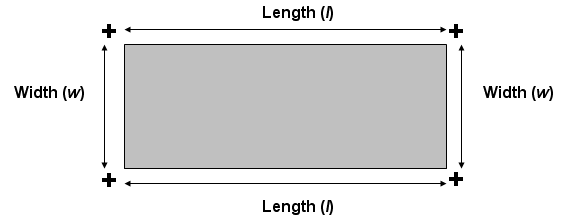 Length (l)
+ +
Width (w) Width (w)
+ +
Length (l)